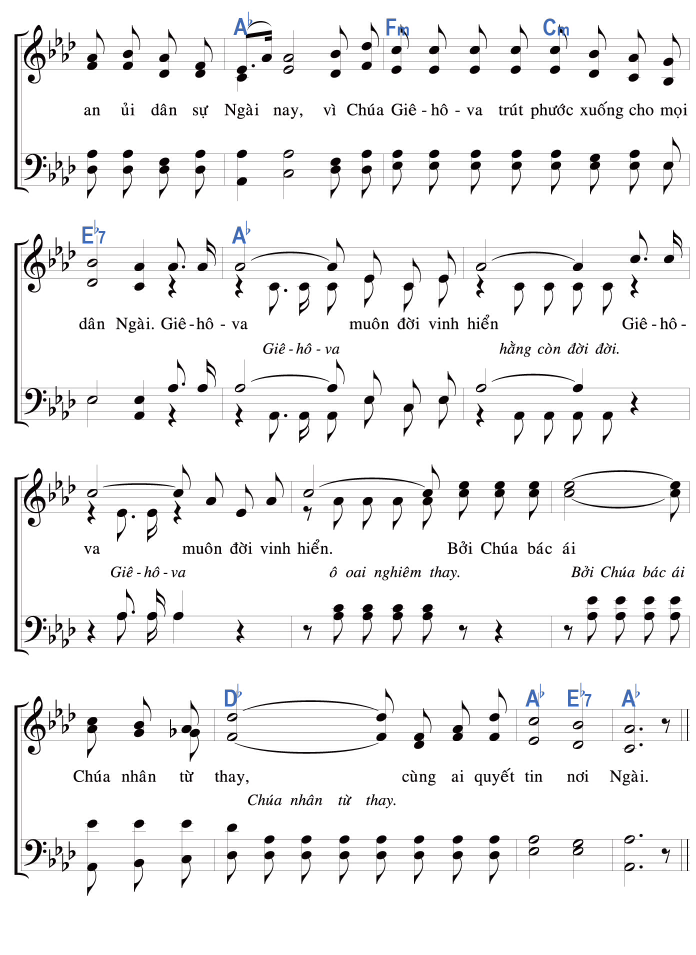 A♭ Fm Cm
an ủi dân sự Ngài nay, vì Chúa Giê - hô - va trút phước xuống cho mọi
E♭7 A♭
dân Ngài. Giê - hô - va muôn đời vinh hiển Giê - hô -
Giê - hô - va hằng còn đời đời.
va muôn đời vinh hiển. Bởi Chúa bác ái
Giê - hô - va ô oai nghiêm thay. Bởi Chúa bác ái
D♭ A♭ E♭7 A♭
Chúa nhân từ thay, cùng ai quyết tin nơi Ngài.
Chúa nhân từ thay.